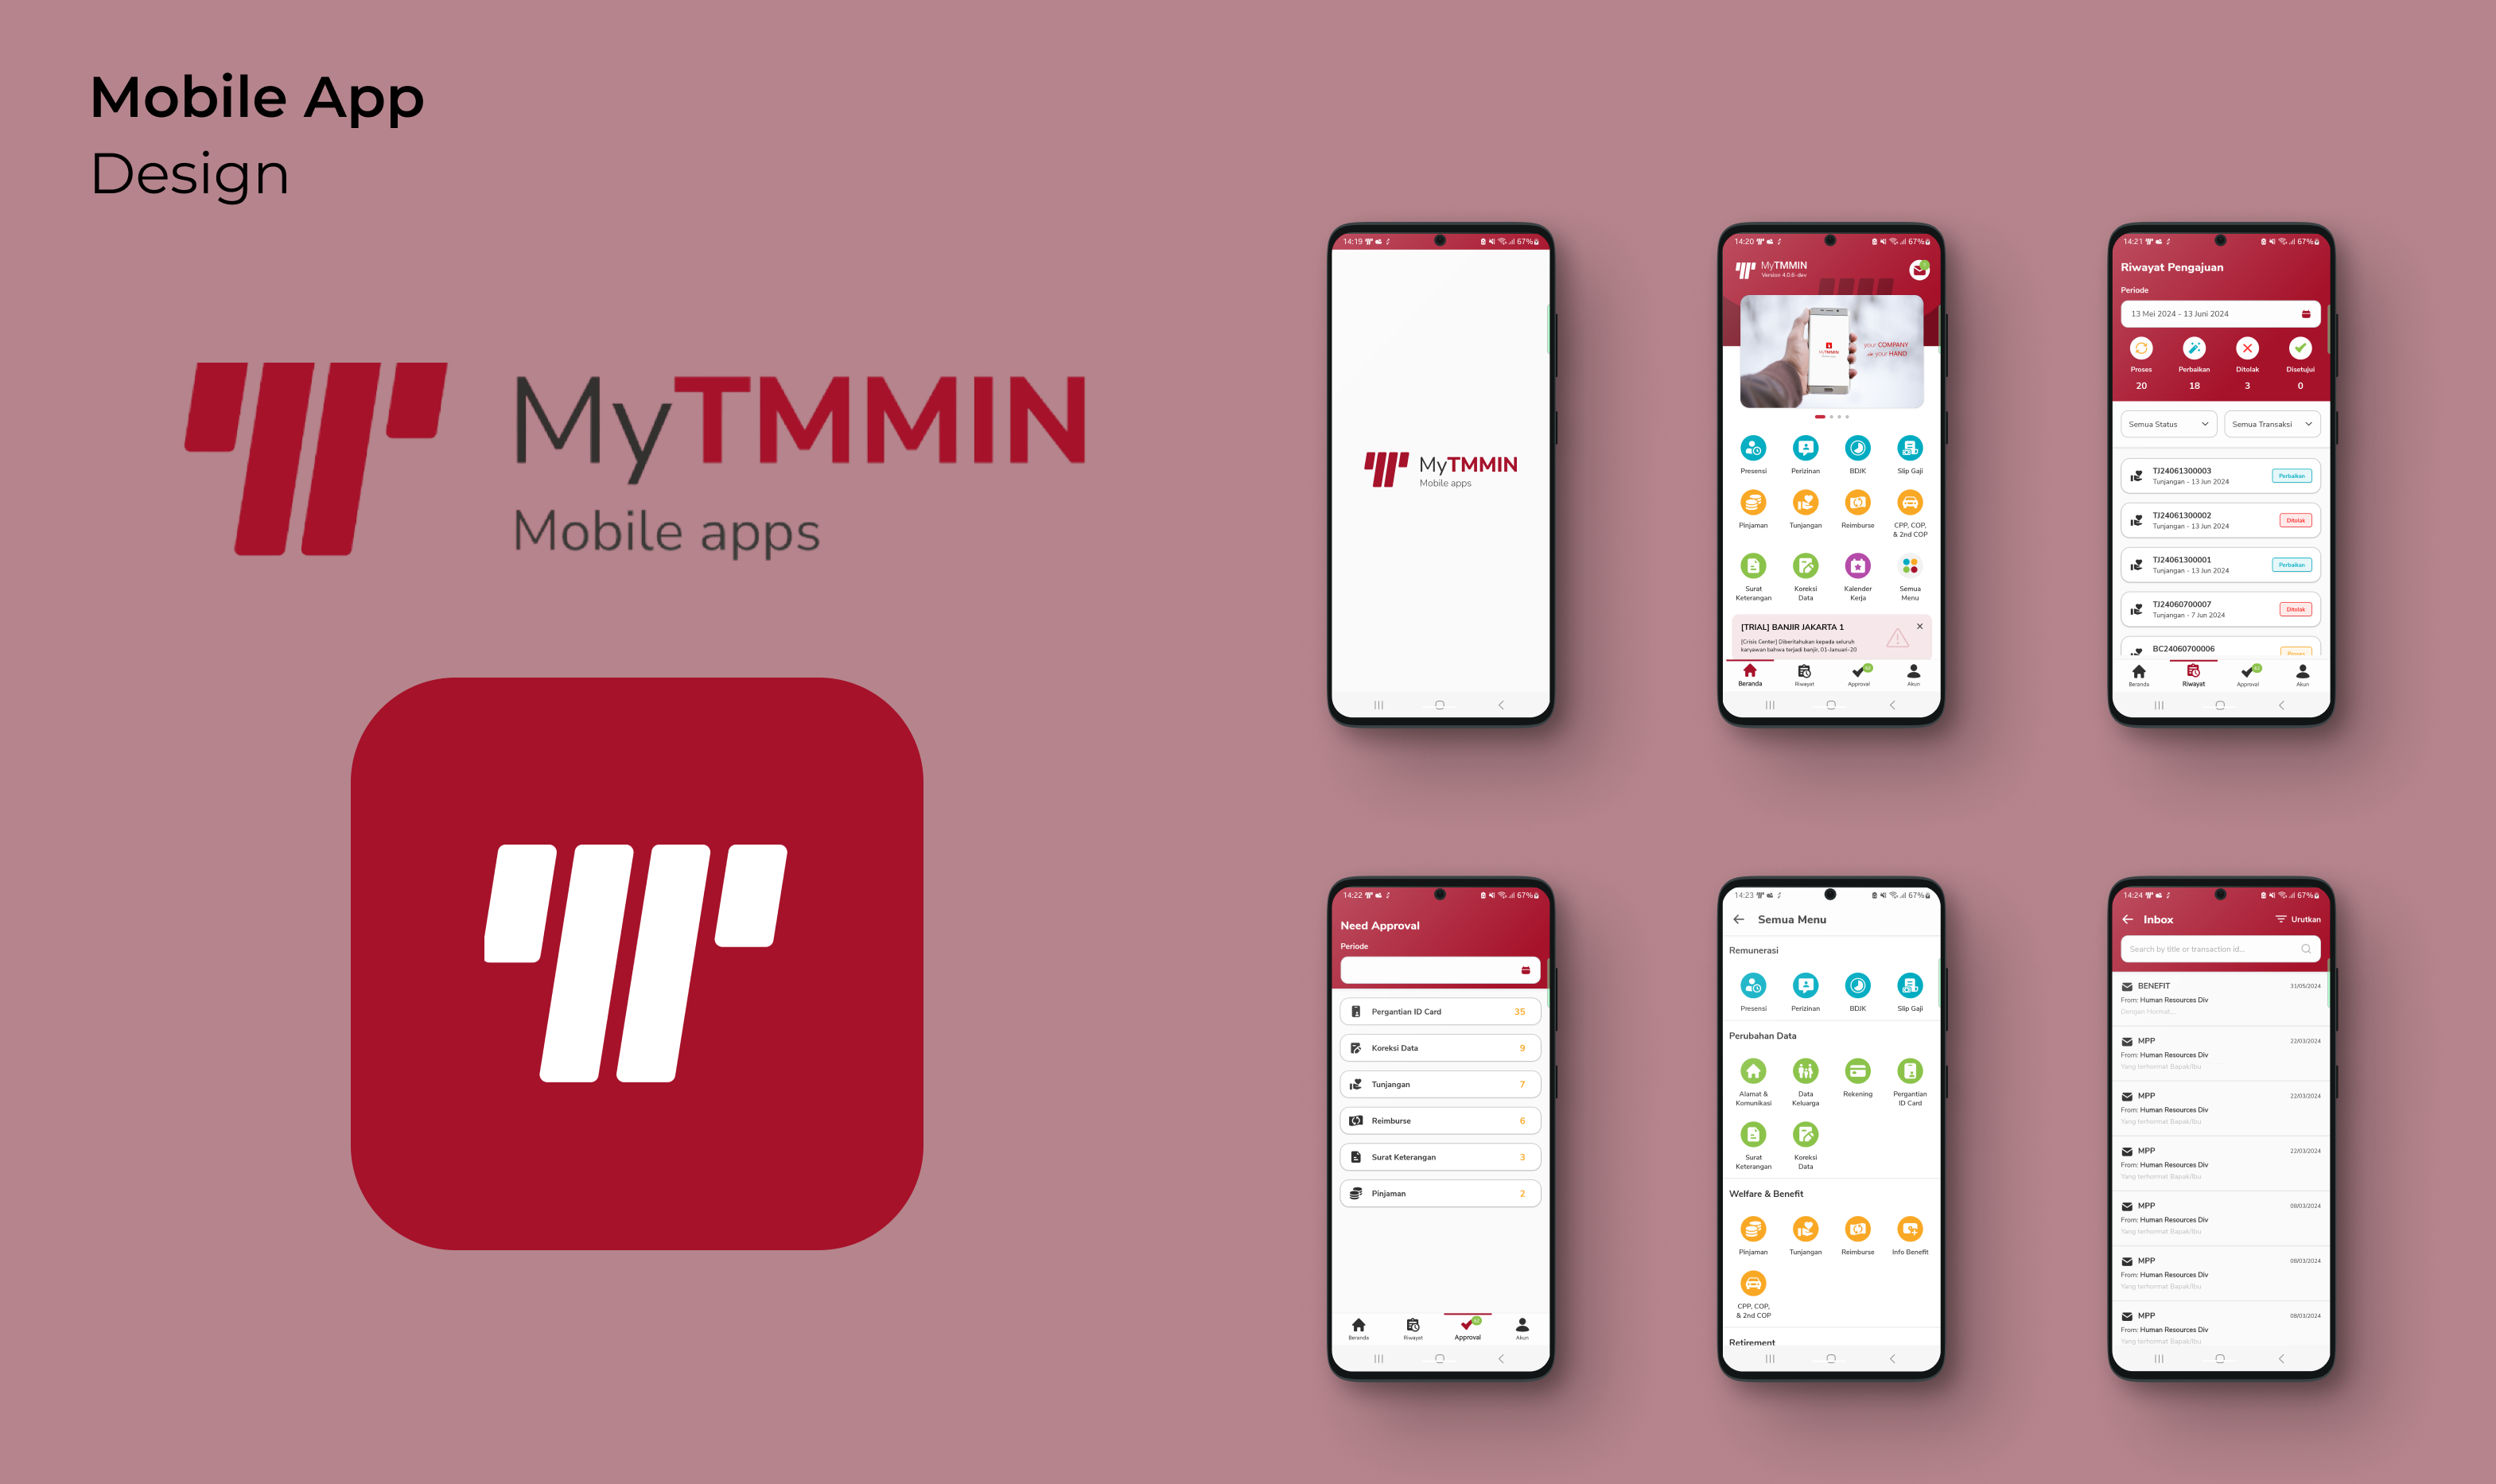 Mobile App
Design
MyTMMIN
Mobile apps
14:19
67%
MyTMMIN
Mobile apps
14:20
67%
MyTMMIN
Version 4.0.6-dev
MyTMMIN
your COMPANY
in your HAND
Presensi
Perizinan
BDJK
Slip Gaji
Pinjaman
Tunjangan
Reimburse
CPP, COP,
& 2nd COP
Surat
Keterangan
Koreksi
Data
Kalender
Kerja
Semua
Menu
[TRIAL] BANJIR JAKARTA 1
[Crisis Center] Diberitahukan kepada seluruh
karyawan bahwa terjadi banjir, 01-Januari-20
Beranda
Riwayat
Approval
Akun
14:21
67%
Riwayat Pengajuan
Periode
13 Mei 2024 - 13 Juni 2024
Proses
Perbaikan
Ditolak
Disetujui
20
18
3
0
Semua Status
Semua Transaksi
TJ24061300003
Tunjangan - 13 Jun 2024
Perbaikan
TJ24061300002
Tunjangan - 13 Jun 2024
Ditolak
TJ24061300001
Tunjangan - 13 Jun 2024
Perbaikan
TJ24060700007
Tunjangan - 7 Jun 2024
Ditolak
BC24060700006
Proses
Beranda
Riwayat
Approval
Akun
14:22
67%
Need Approval
Periode
Pergantian ID Card
35
Koreksi Data
9
Tunjangan
7
Reimburse
6
Surat Keterangan
3
Pinjaman
2
Beranda
Riwayat
Approval
Akun
14:23
67%
Semua Menu
Remunerasi
Presensi
Perizinan
BDJK
Slip Gaji
Perubahan Data
Alamat &
Komunikasi
Data
Keluarga
Rekening
Pergantian
ID Card
Surat
Keterangan
Koreksi
Data
Welfare & Benefit
Pinjaman
Tunjangan
Reimburse
Info Benefit
CPP, COP,
& 2nd COP
Retirement
14:24
67%
Inbox
Urutkan
Search by title or transaction id...
BENEFIT
31/05/2024
From: Human Resources Div
Dengan Hormat,...
MPP
22/03/2024
From: Human Resources Div
Yang terhormat Bapak/Ibu
MPP
22/03/2024
From: Human Resources Div
Yang terhormat Bapak/Ibu
MPP
22/03/2024
From: Human Resources Div
Yang terhormat Bapak/Ibu
MPP
08/03/2024
From: Human Resources Div
Yang terhormat Bapak/Ibu
MPP
08/03/2024
From: Human Resources Div
Yang terhormat Bapak/Ibu
MPP
08/03/2024
From: Human Resources Div
Yang terhormat Bapak/Ibu